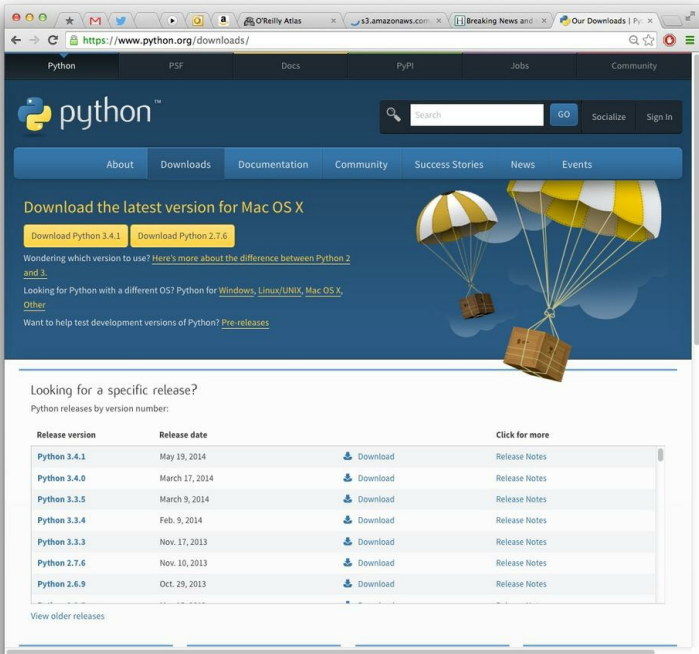 O'Reilly Atlas
s3.amazonaws.com
Breaking News and
Our Downloads | Py
https://www.python.org/downloads/
Python
PSF
Docs
PyPI
Jobs
Community
python™
Search
GO
Socialize
Sign In
About
Downloads
Documentation
Community
Success Stories
News
Events
Download the latest version for Mac OS X
Download Python 3.4.1
Download Python 2.7.6
Wondering which version to use? Here's more about the difference between Python 2
and 3.
Looking for Python with a different OS? Python for Windows, Linux/UNIX, Mac OS X,
Other
Want to help test development versions of Python? Pre-releases
Looking for a specific release?
Python releases by version number:
Release version Release date Click for more
Python 3.4.1 May 19, 2014 Download Release Notes
Python 3.4.0 March 17, 2014 Download Release Notes
Python 3.3.5 March 9, 2014 Download Release Notes
Python 3.3.4 Feb. 9, 2014 Download Release Notes
Python 3.3.3 Nov. 17, 2013 Download Release Notes
Python 2.7.6 Nov. 10, 2013 Download Release Notes
Python 2.6.9 Oct. 29, 2013 Download Release Notes
View older releases